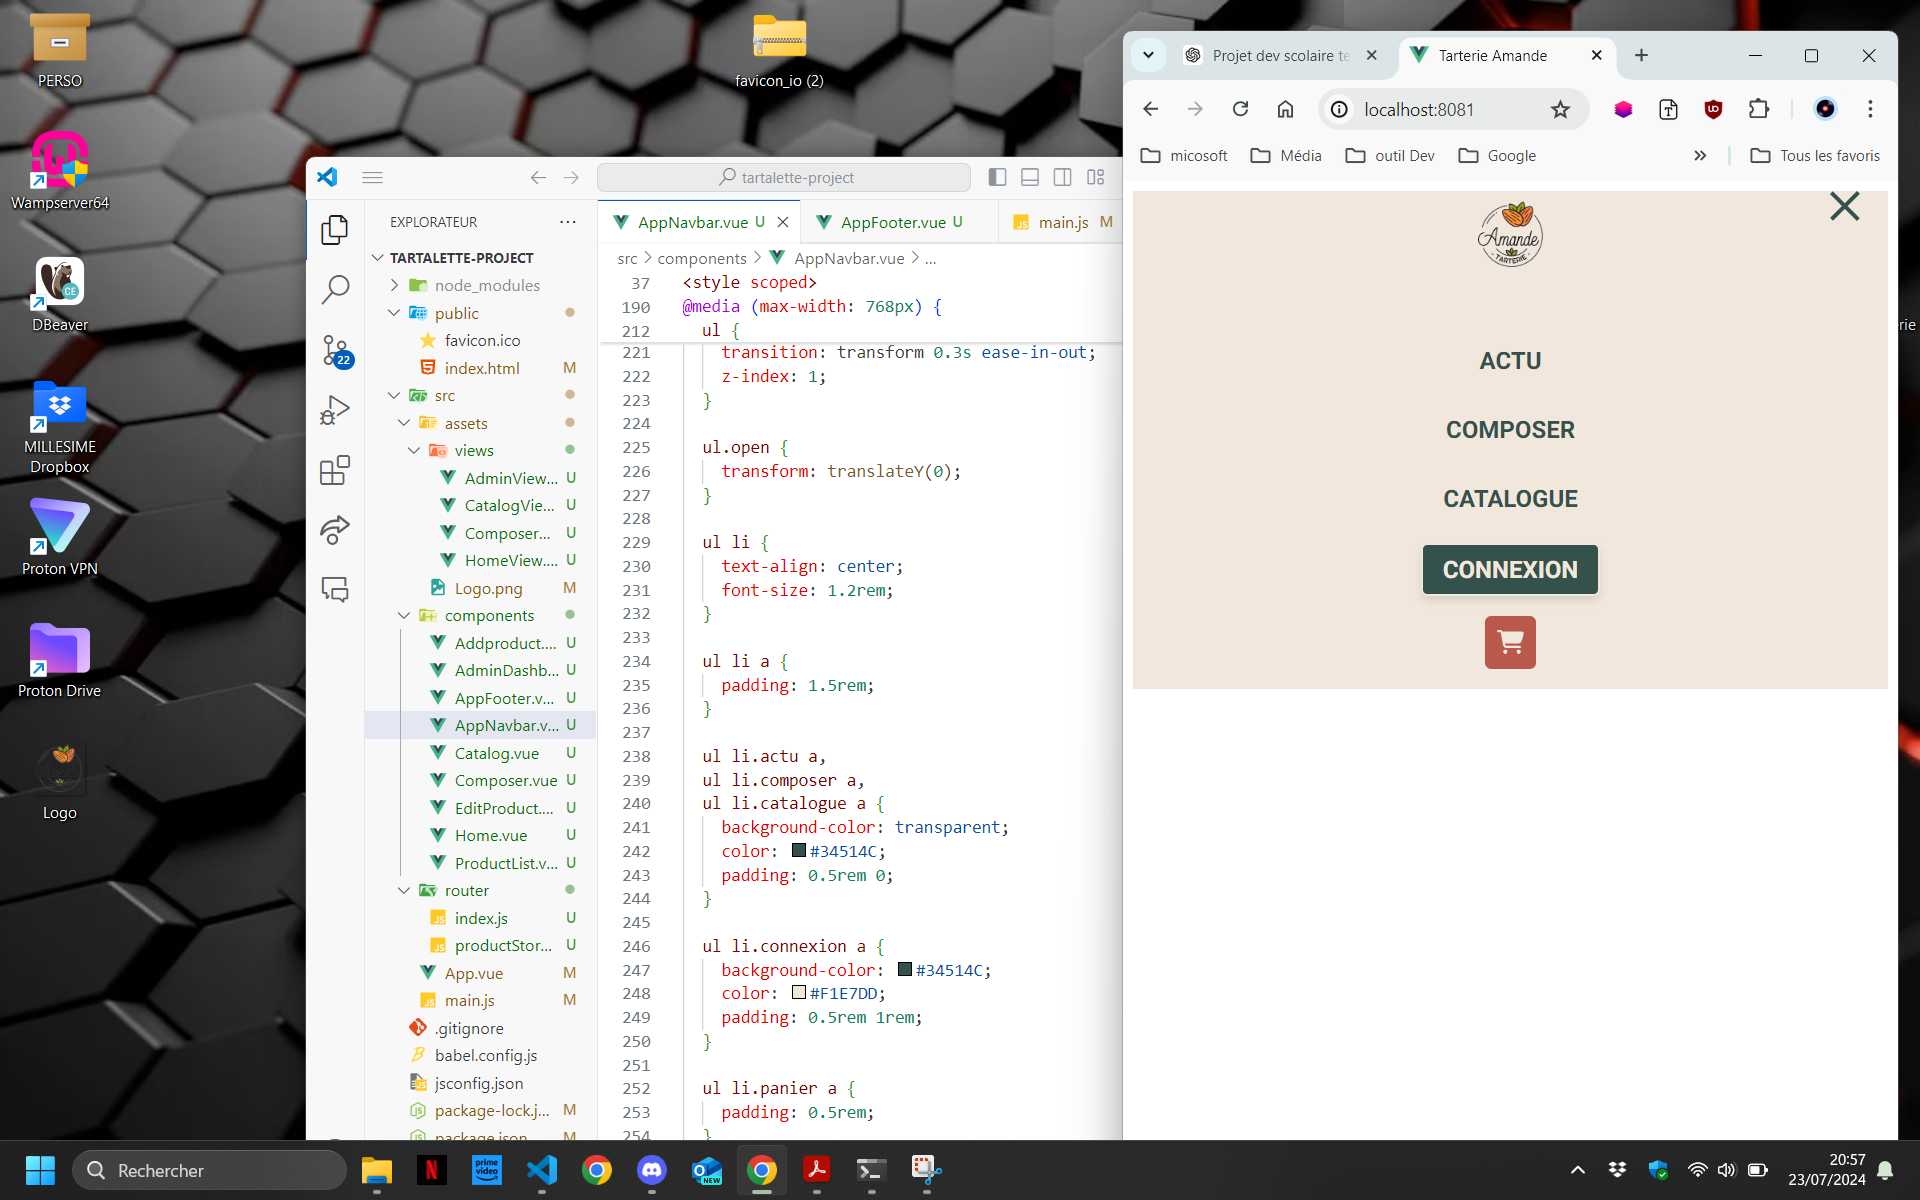 PERSO
Wampserver64
DBeaver
MILLESIME
Dropbox
Proton VPN
Proton Drive
Logo
favicon_io (2)
tartalette-project
EXPLORATEUR
TARTALETTE-PROJECT
node_modules
public
favicon.ico
index.html M
src
assets
views
AdminView... U
CatalogVie... U
Composer... U
HomeView.... U
Logo.png M
components
Addproduct.... U
AdminDashb... U
AppFooter.v... U
AppNavbar.v... U
Catalog.vue U
Composer.vue U
EditProduct.... U
Home.vue U
ProductList.v... U
router
index.js U
productStor... U
App.vue M
main.js M
.gitignore
babel.config.js
jsconfig.json
package-lock.j... M
package.json M
22
AppNavbar.vue U
AppFooter.vue U
JS main.js M
src > components > AppNavbar.vue > ...
37 <style scoped>
190 @media (max-width: 768px) {
212 ul {
221 transition: transform 0.3s ease-in-out;
222 z-index: 1;
223 }
224
225 ul.open {
226 transform: translateY(0);
227 }
228
229 ul li {
230 text-align: center;
231 font-size: 1.2rem;
232 }
233
234 ul li a {
235 padding: 1.5rem;
236 }
237
238 ul li.actu a,
239 ul li.composer a,
240 ul li.catalogue a {
241 background-color: transparent;
242 color: #34514C;
243 padding: 0.5rem 0;
244 }
245
246 ul li.connexion a {
247 background-color: #34514C;
248 color: #F1E7DD;
249 padding: 0.5rem 1rem;
250 }
251
252 ul li.panier a {
253 padding: 0.5rem;
254 }
Projet dev scolaire te
Tarterie Amande
localhost:8081
micosoft
Média
outil Dev
Google
Tous les favoris
Amande
TARTERIE
ACTU
COMPOSER
CATALOGUE
CONNEXION
rie
Rechercher
prime video
NEW
20:57
23/07/2024